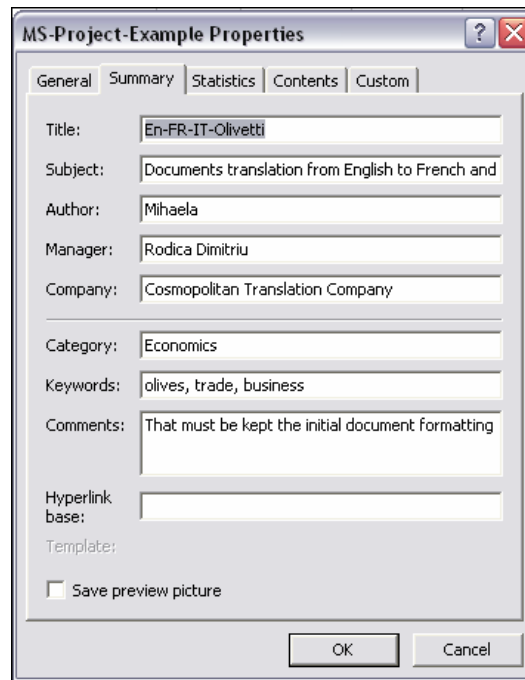 MS-Project-Example Properties
General Summary Statistics Contents Custom
Title: En-FR-IT-Olivetti
Subject: Documents translation from English to French and
Author: Mihaela
Manager: Rodica Dimitriu
Company: Cosmopolitan Translation Company
Category: Economics
Keywords: olives, trade, business
Comments: That must be kept the initial document formatting
Hyperlink
base:
Template:
Save preview picture
OK Cancel